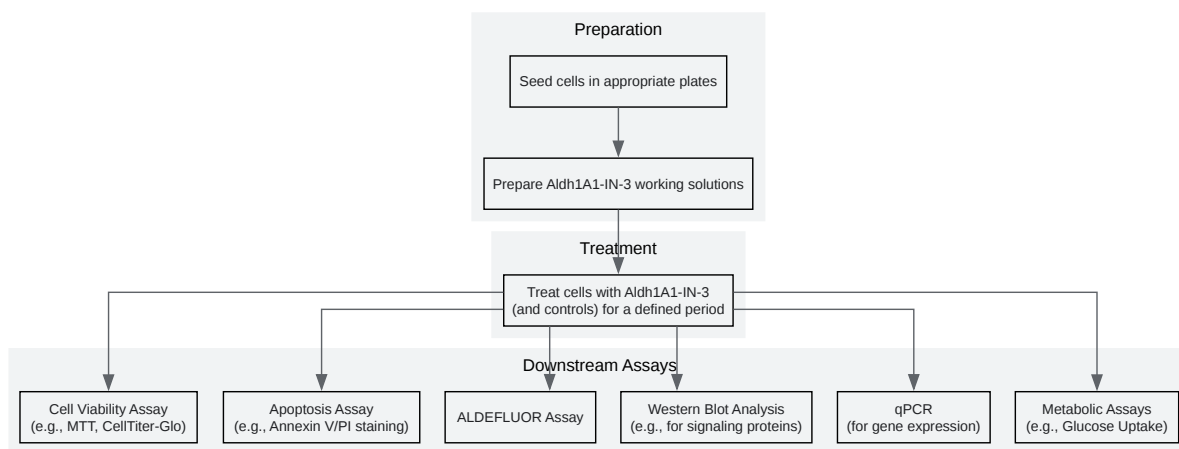 Preparation
Seed cells in appropriate plates
Prepare Aldh1A1-IN-3 working solutions
Treatment
Treat cells with Aldh1A1-IN-3
(and controls) for a defined period
Downstream Assays
Cell Viability Assay
(e.g., MTT, CellTiter-Glo)
Apoptosis Assay
(e.g., Annexin V/PI staining)
ALDEFLUOR Assay
Western Blot Analysis
(e.g., for signaling proteins)
qPCR
(for gene expression)
Metabolic Assays
(e.g., Glucose Uptake)